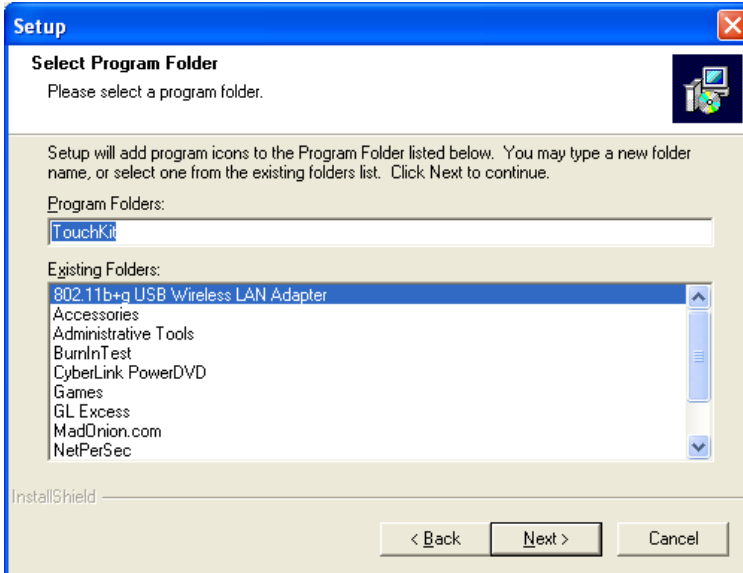 Setup
Select Program Folder
Please select a program folder.
Setup will add program icons to the Program Folder listed below. You may type a new folder
name, or select one from the existing folders list. Click Next to continue.
Program Folders:
TouchKit
Existing Folders:
802.11b+g USB Wireless LAN Adapter
Accessories
Administrative Tools
BurnInTest
CyberLink PowerDVD
Games
GL Excess
MadOnion.com
NetPerSec
InstallShield
< Back Next > Cancel